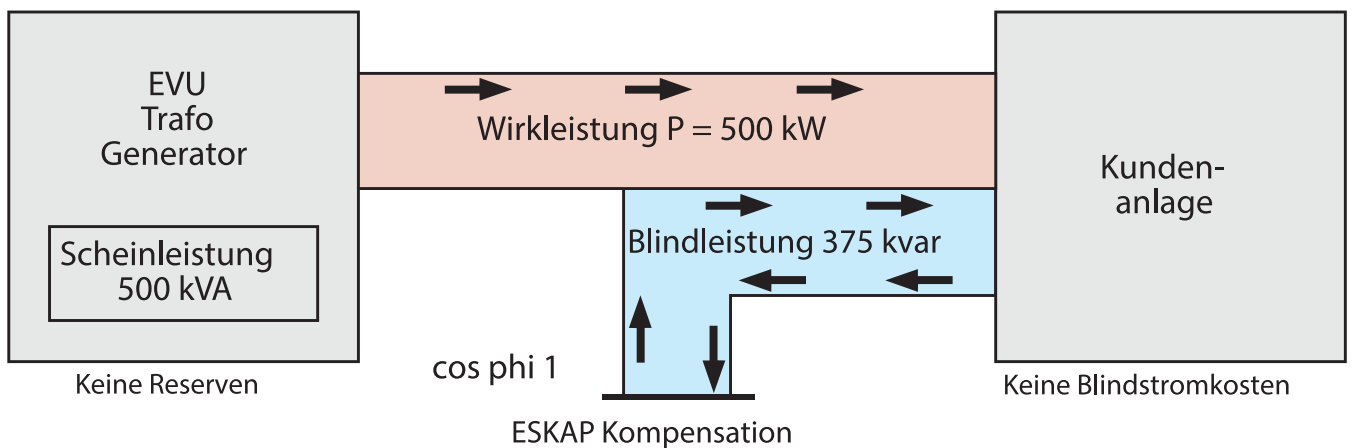 EVU
Trafo
Generator
Scheinleistung
500 kVA
Keine Reserven
Wirkleistung P = 500 kW
Blindleistung 375 kvar
cos phi 1
ESKAP Kompensation
Kunden-
anlage
Keine Blindstromkosten